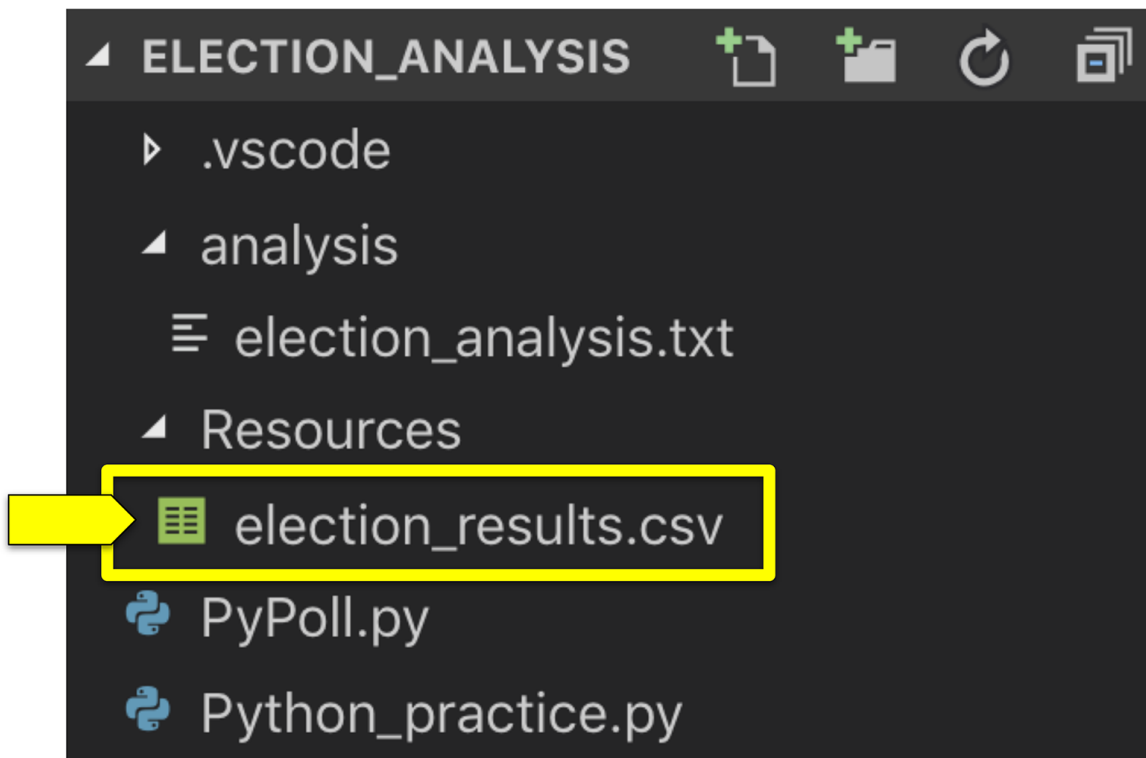 ELECTION_ANALYSIS
.vscode
analysis
election_analysis.txt
Resources
election_results.csv
PyPoll.py
Python_practice.py